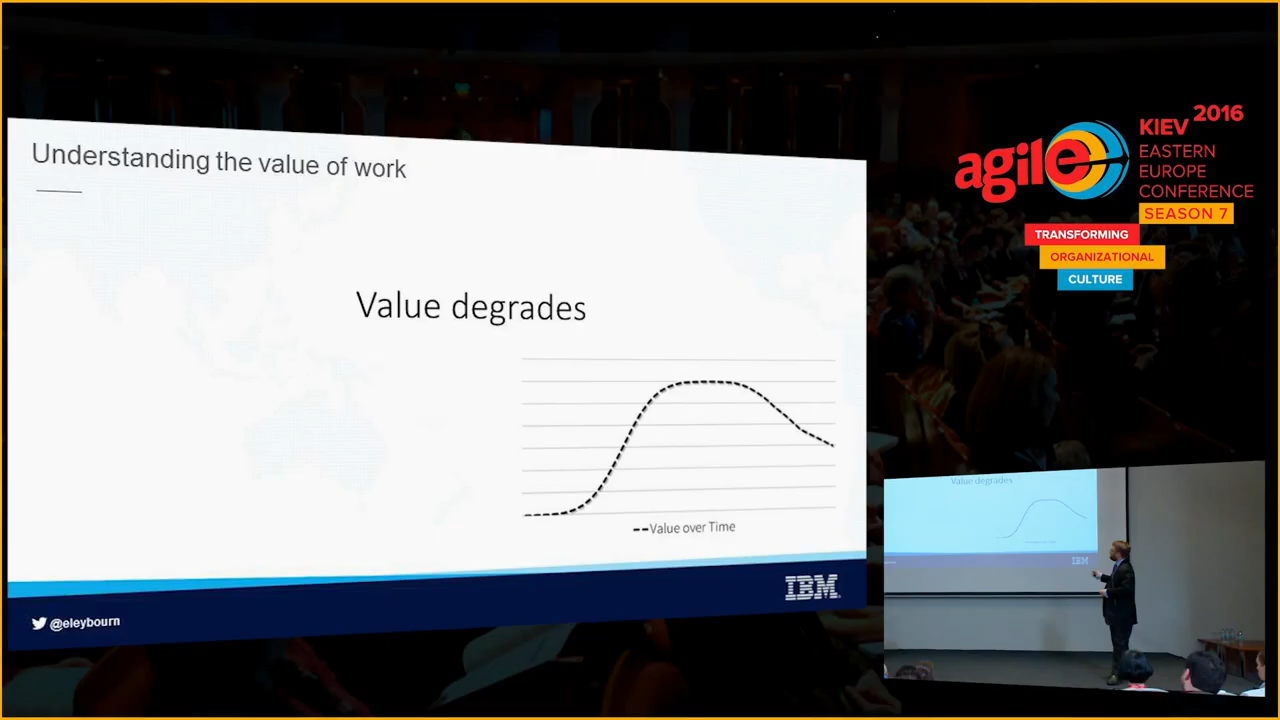 Understanding the value of work
Value degrades
Value over Time
IBM
@eleybourn
agile
KIEV 2016
EASTERN
EUROPE
CONFERENCE
SEASON 7
TRANSFORMING
ORGANIZATIONAL
CULTURE
Value degrades
IBM